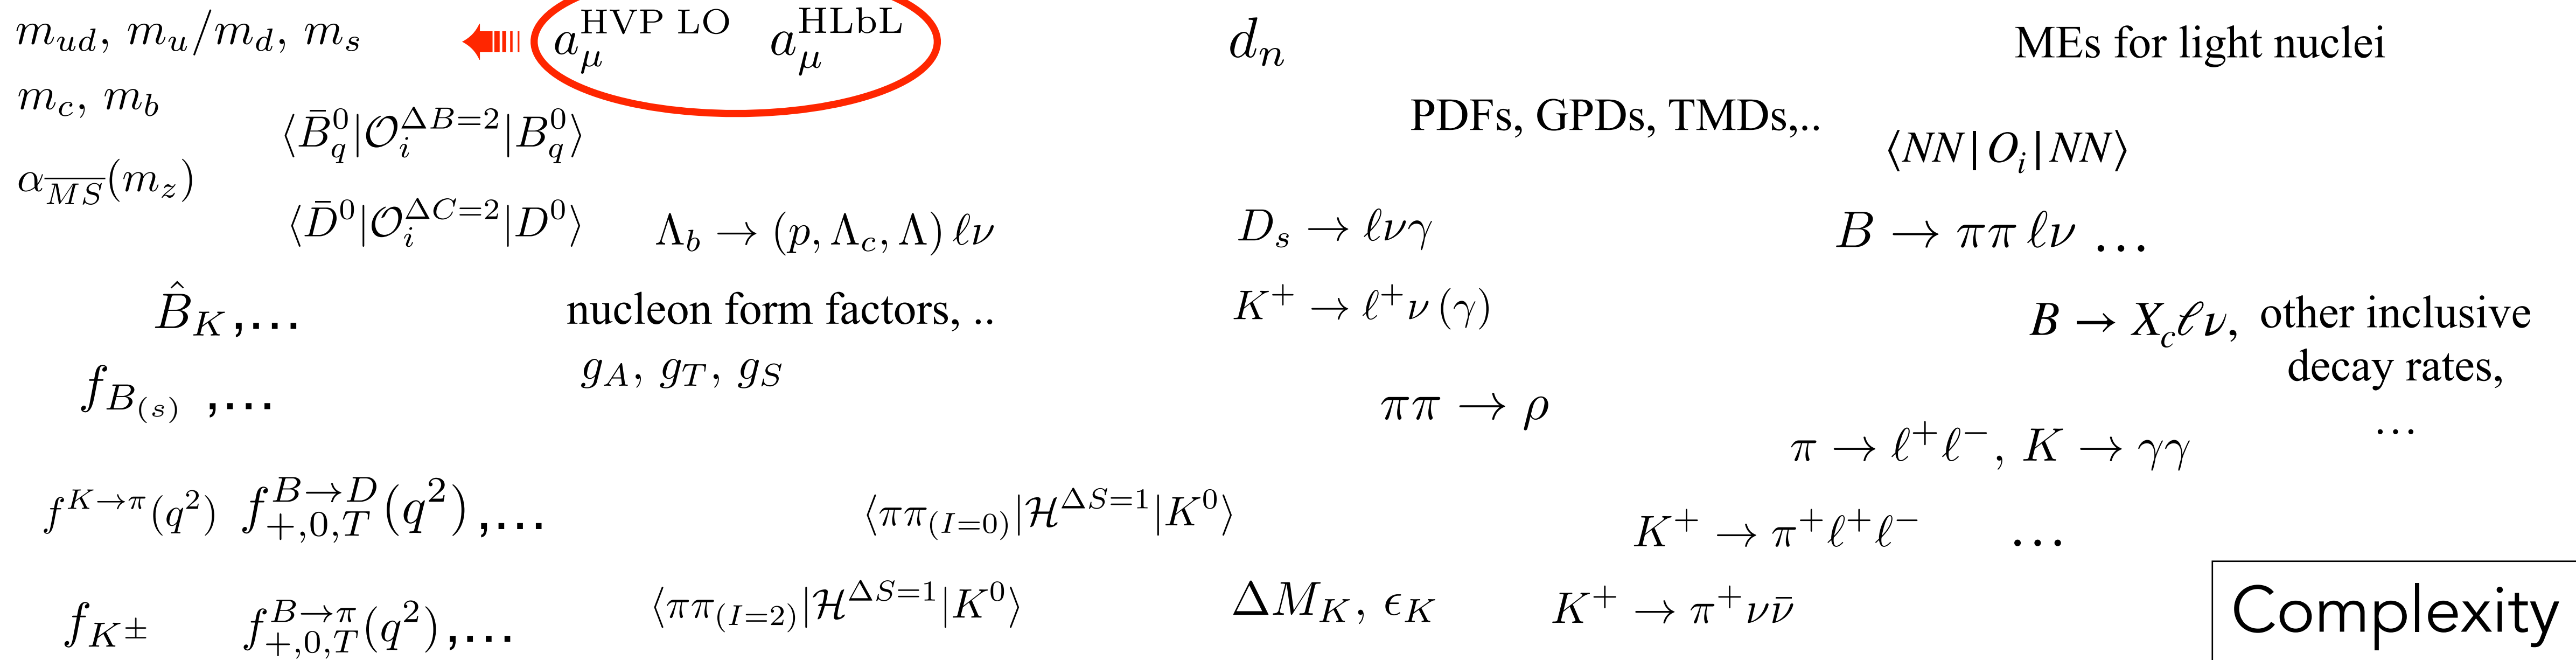 m_{ud}, m_u/m_d, m_s
a_μ^{HVP LO} a_μ^{HLbL}
d_n
MEs for light nuclei
m_c, m_b
⟨B̄_q^0|𝒪_i^{ΔB=2}|B_q^0⟩
PDFs, GPDs, TMDs,..
⟨NN|O_i|NN⟩
α_{\overline{MS}}(m_z)
⟨D̄^0|𝒪_i^{ΔC=2}|D^0⟩
Λ_b → (p, Λ_c, Λ) ℓν
D_s → ℓνγ
B → ππ ℓν ...
B̂_K,...
nucleon form factors, ..
K^+ → ℓ^+ν(γ)
B → X_cℓν, other inclusive
decay rates,
...
f_{B_{(s)}} ,...
g_A, g_T, g_S
ππ → ρ
π → ℓ^+ℓ^-, K → γγ
f^{K→π}(q^2) f_{+,0,T}^{B→D}(q^2),...
⟨ππ_{(I=0)}|ℋ^{ΔS=1}|K^0⟩
K^+ → π^+ℓ^+ℓ^- ...
f_{K^±} f_{+,0,T}^{B→π}(q^2),...
⟨ππ_{(I=2)}|ℋ^{ΔS=1}|K^0⟩
ΔM_K, ϵ_K
K^+ → π^+νν̄
Complexity